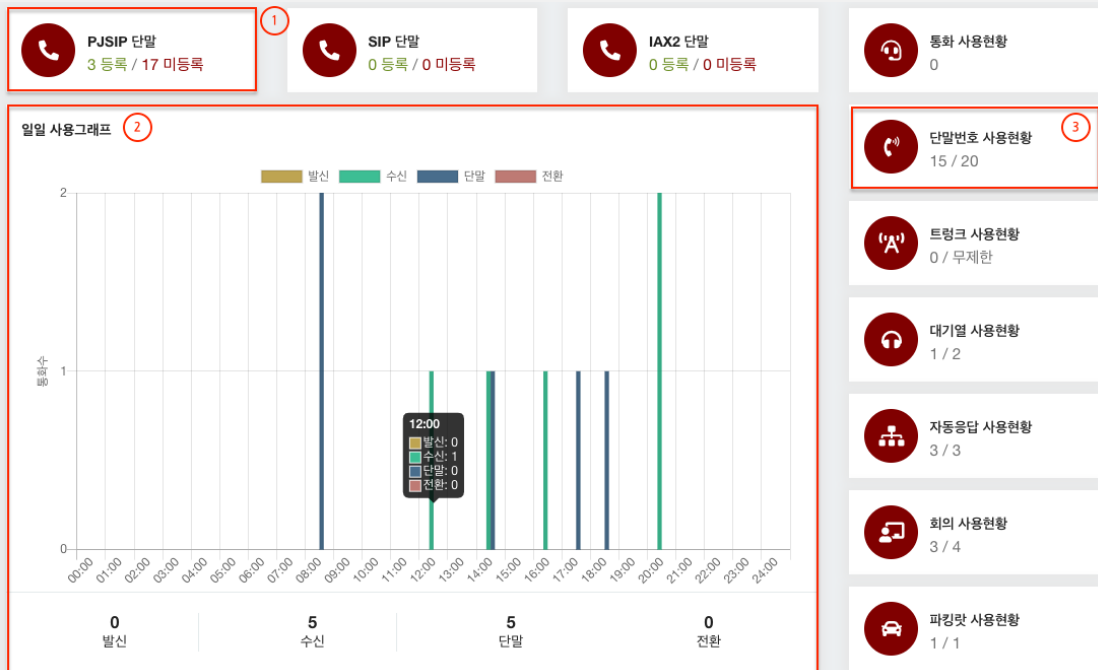 PJSIP 단말
3 등록 / 17 미등록
1
SIP 단말
0 등록 / 0 미등록
IAX2 단말
0 등록 / 0 미등록
통화 사용현황
0
일일 사용그래프
2
발신
수신
단말
전환
2
1
0
통화수
12:00
발신: 0
수신: 1
단말: 0
전환: 0
00:00
01:00
02:00
03:00
04:00
05:00
06:00
07:00
08:00
09:00
10:00
11:00
12:00
13:00
14:00
15:00
16:00
17:00
18:00
19:00
20:00
21:00
22:00
23:00
24:00
0
발신
5
수신
5
단말
0
전환
단말번호 사용현황
15 / 20
3
트렁크 사용현황
0 / 무제한
대기열 사용현황
1 / 2
자동응답 사용현황
3 / 3
회의 사용현황
3 / 4
파킹랏 사용현황
1 / 1